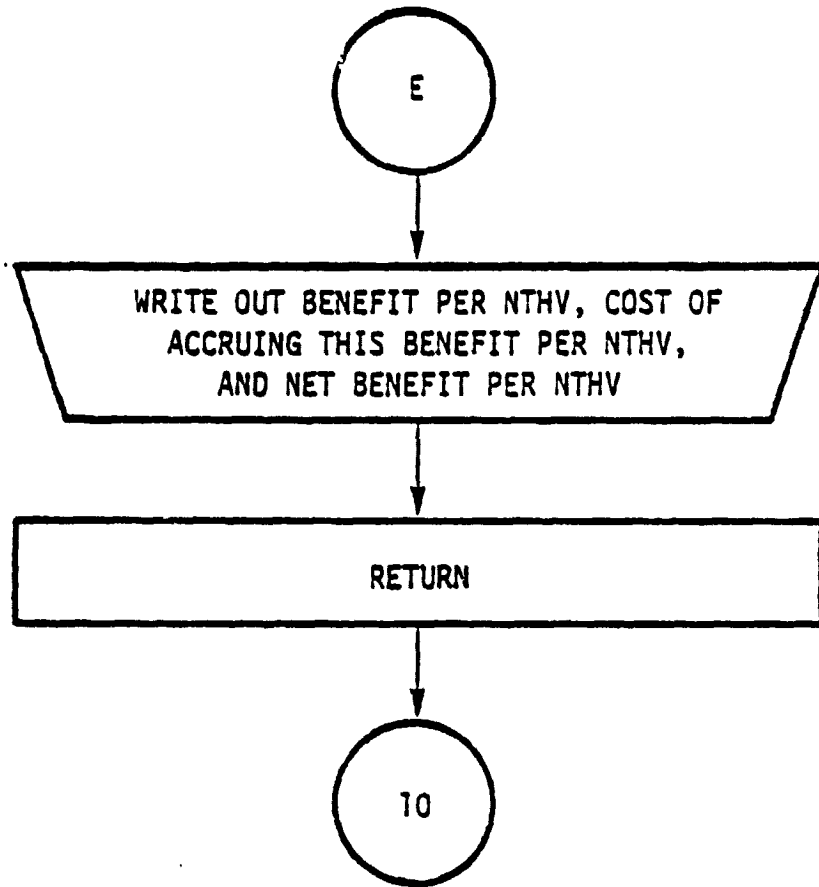 E
WRITE OUT BENEFIT PER NTHV, COST OF
ACCRUING THIS BENEFIT PER NTHV,
AND NET BENEFIT PER NTHV
RETURN
10